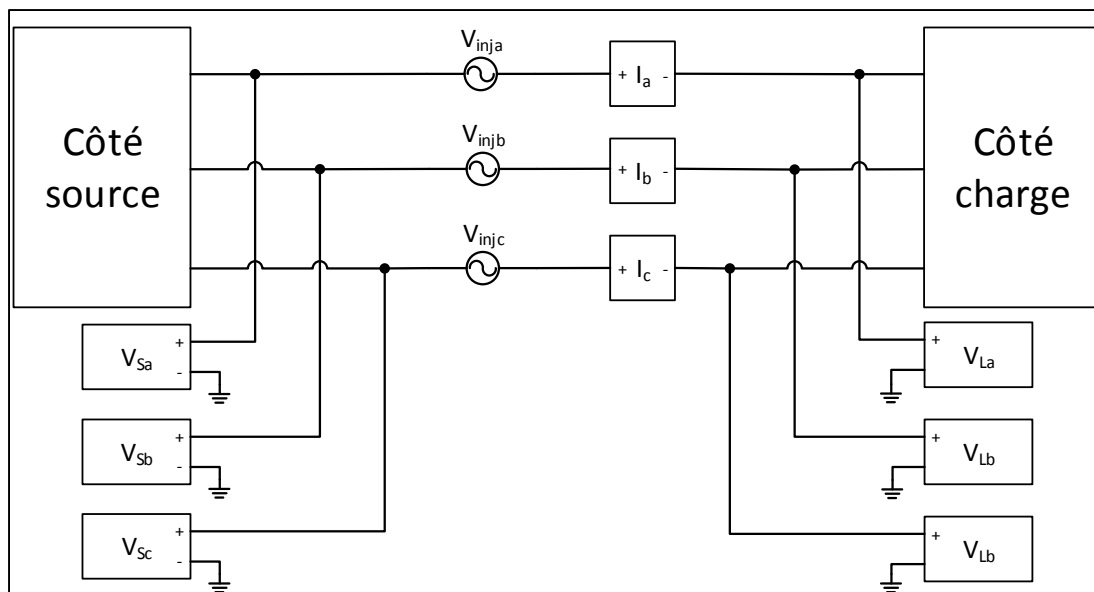 Côté
source
V_inja
+ I_a -
V_injb
+ I_b -
V_injc
+ I_c -
Côté
charge
V_Sa
+
-
V_Sb
+
-
V_Sc
+
-
+
V_La
-
+
V_Lb
-
+
V_Lb
-